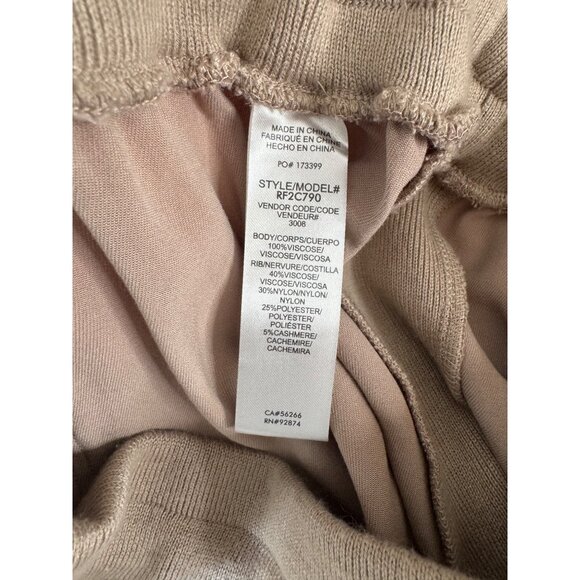 MADE IN CHINA
FABRIQUÉ EN CHINE
HECHO EN CHINA
PO# 173399
STYLE/MODEL#
RF2C790
VENDOR CODE/CODE
VENDEUR#
3008
BODY/CORPS/CUERPO
100%VISCOSE/
VISCOSE/VISCOSA
RIB/NERVURE/COSTILLA
40%VISCOSE/
VISCOSE/VISCOSA
30%NYLON/NYLON/
NYLON
25%POLYESTER/
POLYESTER/
POLIÉSTER
5%CASHMERE/
CACHEMIRE/
CACHEMIRA
CA#56266
RN#92874